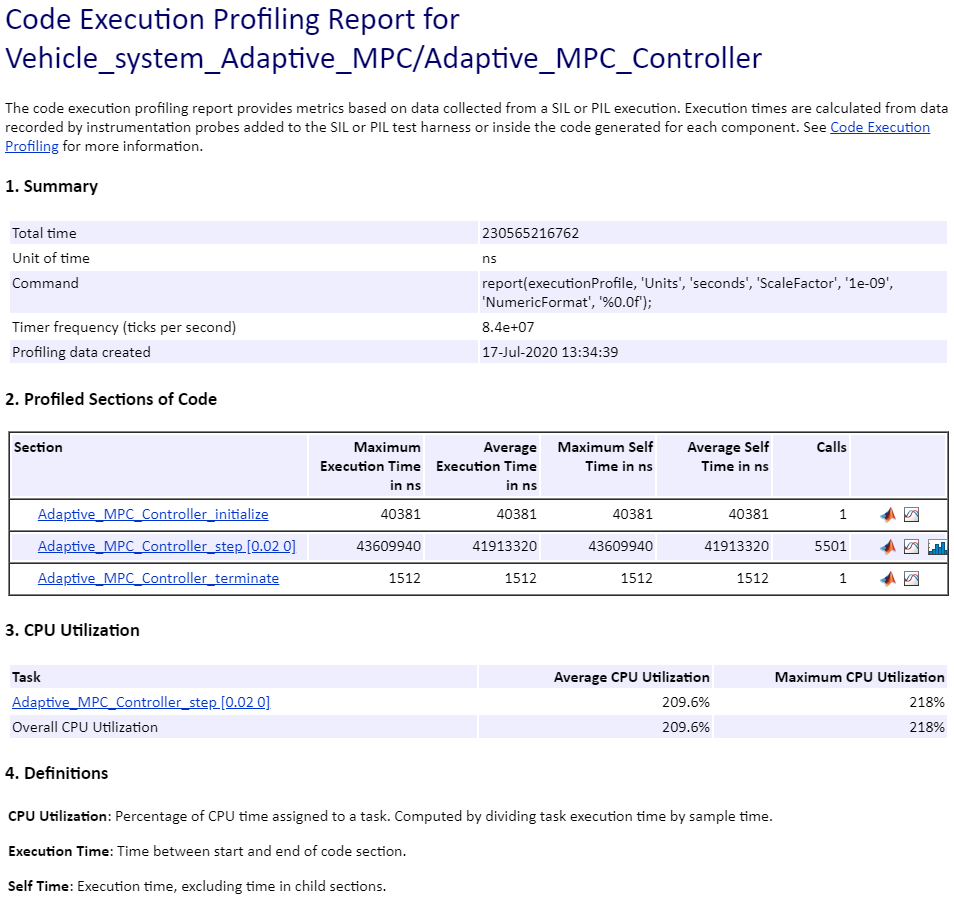 Code Execution Profiling Report for
Vehicle_system_Adaptive_MPC/Adaptive_MPC_Controller
The code execution profiling report provides metrics based on data collected from a SIL or PIL execution. Execution times are calculated from data
recorded by instrumentation probes added to the SIL or PIL test harness or inside the code generated for each component. See Code Execution
Profiling for more information.
1. Summary
Total time 230565216762
Unit of time ns
Command report(executionProfile, 'Units', 'seconds', 'ScaleFactor', '1e-09',
'NumericFormat', '%0.0f');
Timer frequency (ticks per second) 8.4e+07
Profiling data created 17-Jul-2020 13:34:39
2. Profiled Sections of Code
Section Maximum Average Maximum Self Average Self Calls
Execution Time Execution Time Time in ns Time in ns
in ns in ns
Adaptive_MPC_Controller_initialize 40381 40381 40381 40381 1
Adaptive_MPC_Controller_step [0.02 0] 43609940 41913320 43609940 41913320 5501
Adaptive_MPC_Controller_terminate 1512 1512 1512 1512 1
3. CPU Utilization
Task Average CPU Utilization Maximum CPU Utilization
Adaptive_MPC_Controller_step [0.02 0] 209.6% 218%
Overall CPU Utilization 209.6% 218%
4. Definitions
CPU Utilization: Percentage of CPU time assigned to a task. Computed by dividing task execution time by sample time.
Execution Time: Time between start and end of code section.
Self Time: Execution time, excluding time in child sections.